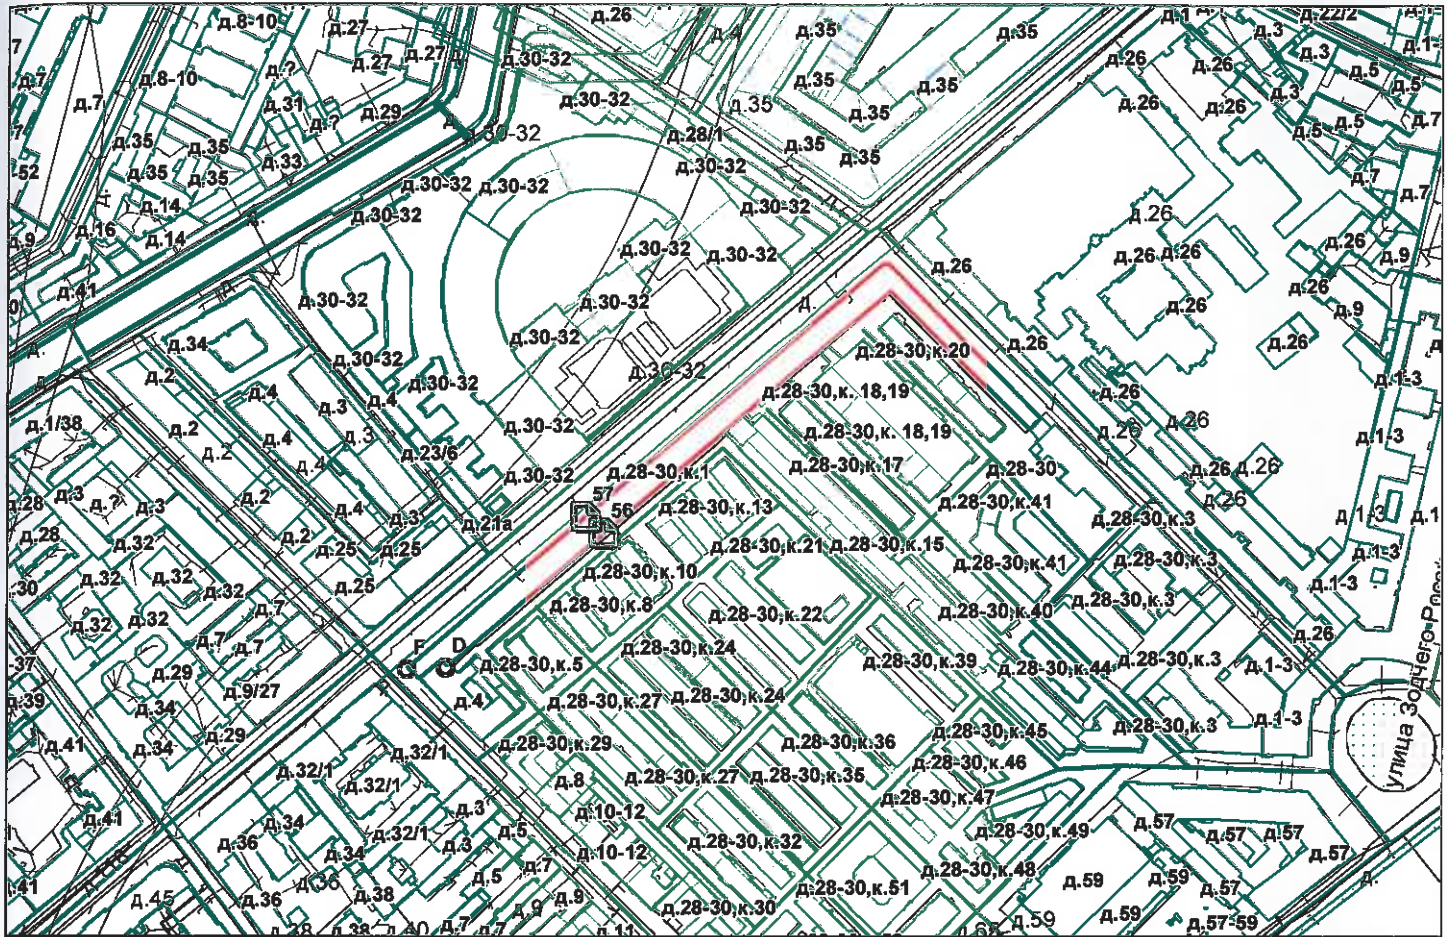 д.8-10
д.27
д.26
д.4
д.35
д.35
д.1
д.3
д.22/2
д.7
д.8-10
д.?
д.27
д.27
д.30-32
д.35
д.35
д.26
д.26
д.3
д.5
д.5
д.7
д.31
д.?
д.29
д.30-32
д.35
д.35
д.26
д.26
д.3
д.5
д.7
д.35
д.35
д.33
30-32
д.28/1
д.35
д.35
д.5
-52
д.35
д.35
д.30-32
д.30-32
д.30-32
д.7
д.7
д.14
д.30-32
д.30-32
д.26
д.9
д.16
д.14
д.30-32
д.30-32
д.26
д.26
д.26
д.26
д.9
д.41
д.30-32
д.30-32
д.26
д.26
д.9
д.34
д.30-32
д.30-32
д.28-30,к.20
д.26
д.26
д.2
д.4
д.3
д.4
д.30-32
д.30-32
д.28-30,к. 18,19
д.26
д.1-3
д.1/38
д.2
д.2
д.4
д.4
д.3
д.23/6
д.30-32
д.28-30,к. 18,19
д.26
д.26
д.1-3
д.28
д.3
д.?
д.3
д.2
д.4
д.3
д.21а
д.30-32
д.28-30,к.1
57
56
д.28-30,к.13
д.28-30,к.17
д.28-30
д.28-30,к.41
д.28-30,к.3
д.26
д.26
д.26
д.1-3
д.1
д.28
д.32
д.2
д.25
д.25
д.28-30,к.21
д.28-30,к.15
д.28-30,к.41
д.28-30,к.3
д.1-3
.30
д.32
д.32
д.25
д.28-30,к.10
д.28-30,к.3
д.1-3
д.32
д.32
д.7
д.28-30,к.8
д.28-30,к.22
д.28-30,к.40
д.26
-37
д.29
д.7
д.7
F
D
д.28-30,к.5
д.28-30,к.24
д.28-30,к.39
д.28-30,к.44
д.28-30,к.3
д.1-3
д.39
д.34
д.9/27
д.4
д.28-30,к.27
д.28-30,к.24
д.1-3
д.41
д.34
д.29
д.32/1
д.28-30,к.29
д.28-30,к.36
д.28-30,к.45
д.28-30,к.3
д.32/1
д.32/1
д.8
д.28-30,к.27
д.28-30,к.35
д.28-30,к.46
д.41
д.34
д.3
д.10-12
д.28-30,к.47
д.36
д.32/1
д.5
д.3
д.28-30,к.49
д.57
д.57
д.57
д.34
д.7
д.10-12
д.28-30,к.32
д.28-30,к.48
д.57
.41
д.45
д.36
д.36
д.38
д.5
д.9
д.9
д.28-30,к.30
д.28-30,к.51
д.59
д.59
д.57
д.7
д.7
д.11
д.59
д.59
д.57-59
улица Зодчего